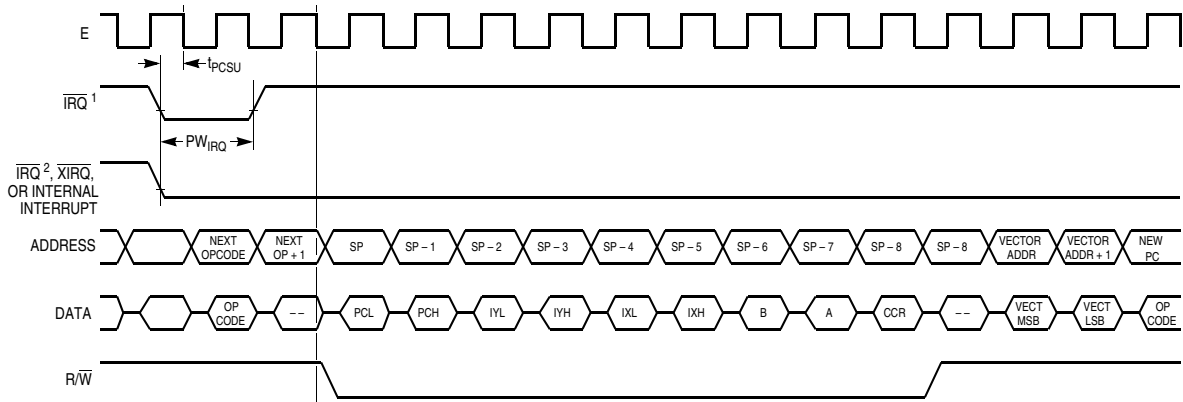 E
tPCSU
IRQ 1
PWIRQ
IRQ 2, XIRQ,
OR INTERNAL
INTERRUPT
ADDRESS
NEXT
OPCODE
NEXT
OP + 1
SP
SP – 1
SP – 2
SP – 3
SP – 4
SP – 5
SP – 6
SP – 7
SP – 8
SP – 8
VECTOR
ADDR
VECTOR
ADDR + 1
NEW
PC
DATA
OP
CODE
– –
PCL
PCH
IYL
IYH
IXL
IXH
B
A
CCR
– –
VECT
MSB
VECT
LSB
OP
CODE
R/W